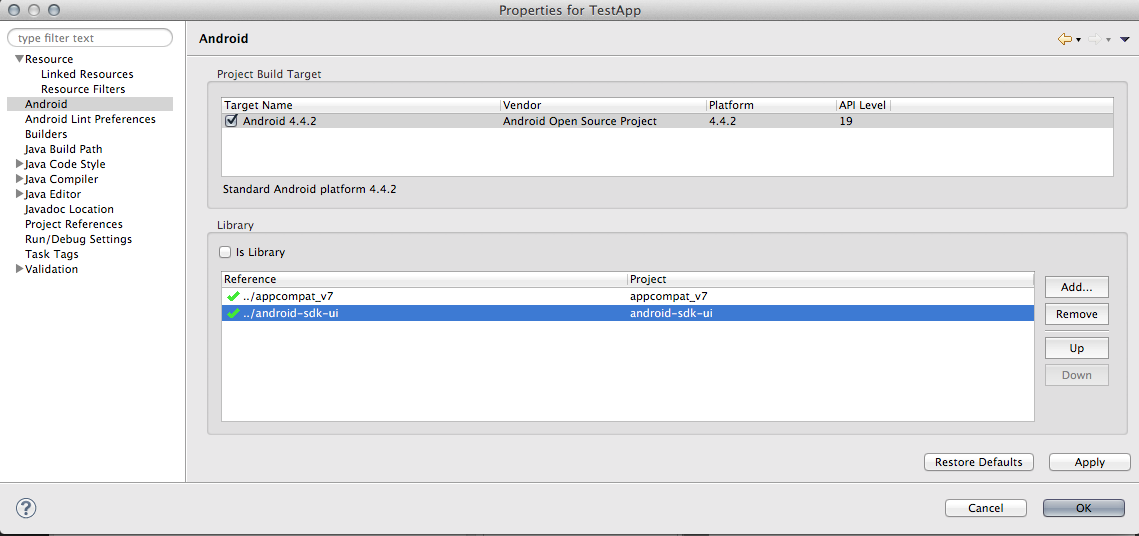 Properties for TestApp
type filter text
Resource
Linked Resources
Resource Filters
Android
Android Lint Preferences
Builders
Java Build Path
Java Code Style
Java Compiler
Java Editor
Javadoc Location
Project References
Run/Debug Settings
Task Tags
Validation
Android
Project Build Target
Target Name Vendor Platform API Level
Android 4.4.2 Android Open Source Project 4.4.2 19
Standard Android platform 4.4.2
Library
Is Library
Reference Project
../appcompat_v7 appcompat_v7
../android-sdk-ui android-sdk-ui
Add...
Remove
Up
Down
Restore Defaults Apply
? Cancel OK